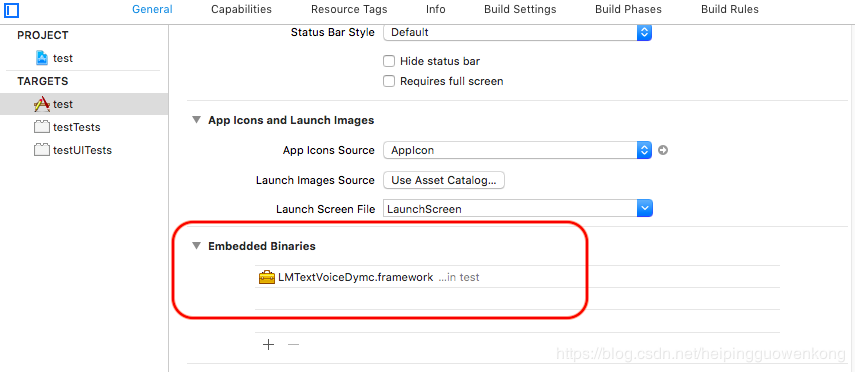 General Capabilities Resource Tags Info Build Settings Build Phases Build Rules
PROJECT
test
TARGETS
test
testTests
testUITests
Status Bar Style Default
Hide status bar
Requires full screen
App Icons and Launch Images
App Icons Source AppIcon
Launch Images Source Use Asset Catalog...
Launch Screen File LaunchScreen
Embedded Binaries
LMTextVoiceDymc.framework ...in test
https://blog.csdn.net/haipingguowenkong